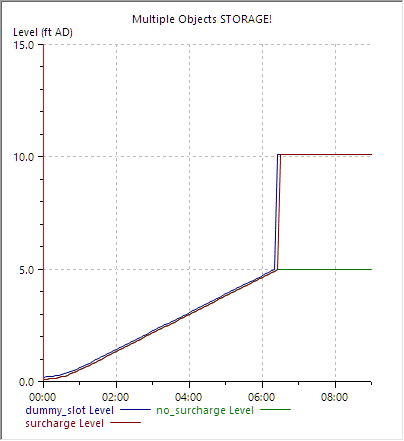 Multiple Objects STORAGE!
Level (ft AD)
15.0
10.0
5.0
0.0
00:00 02:00 04:00 06:00 08:00
dummy_slot Level no_surcharge Level
surcharge Level